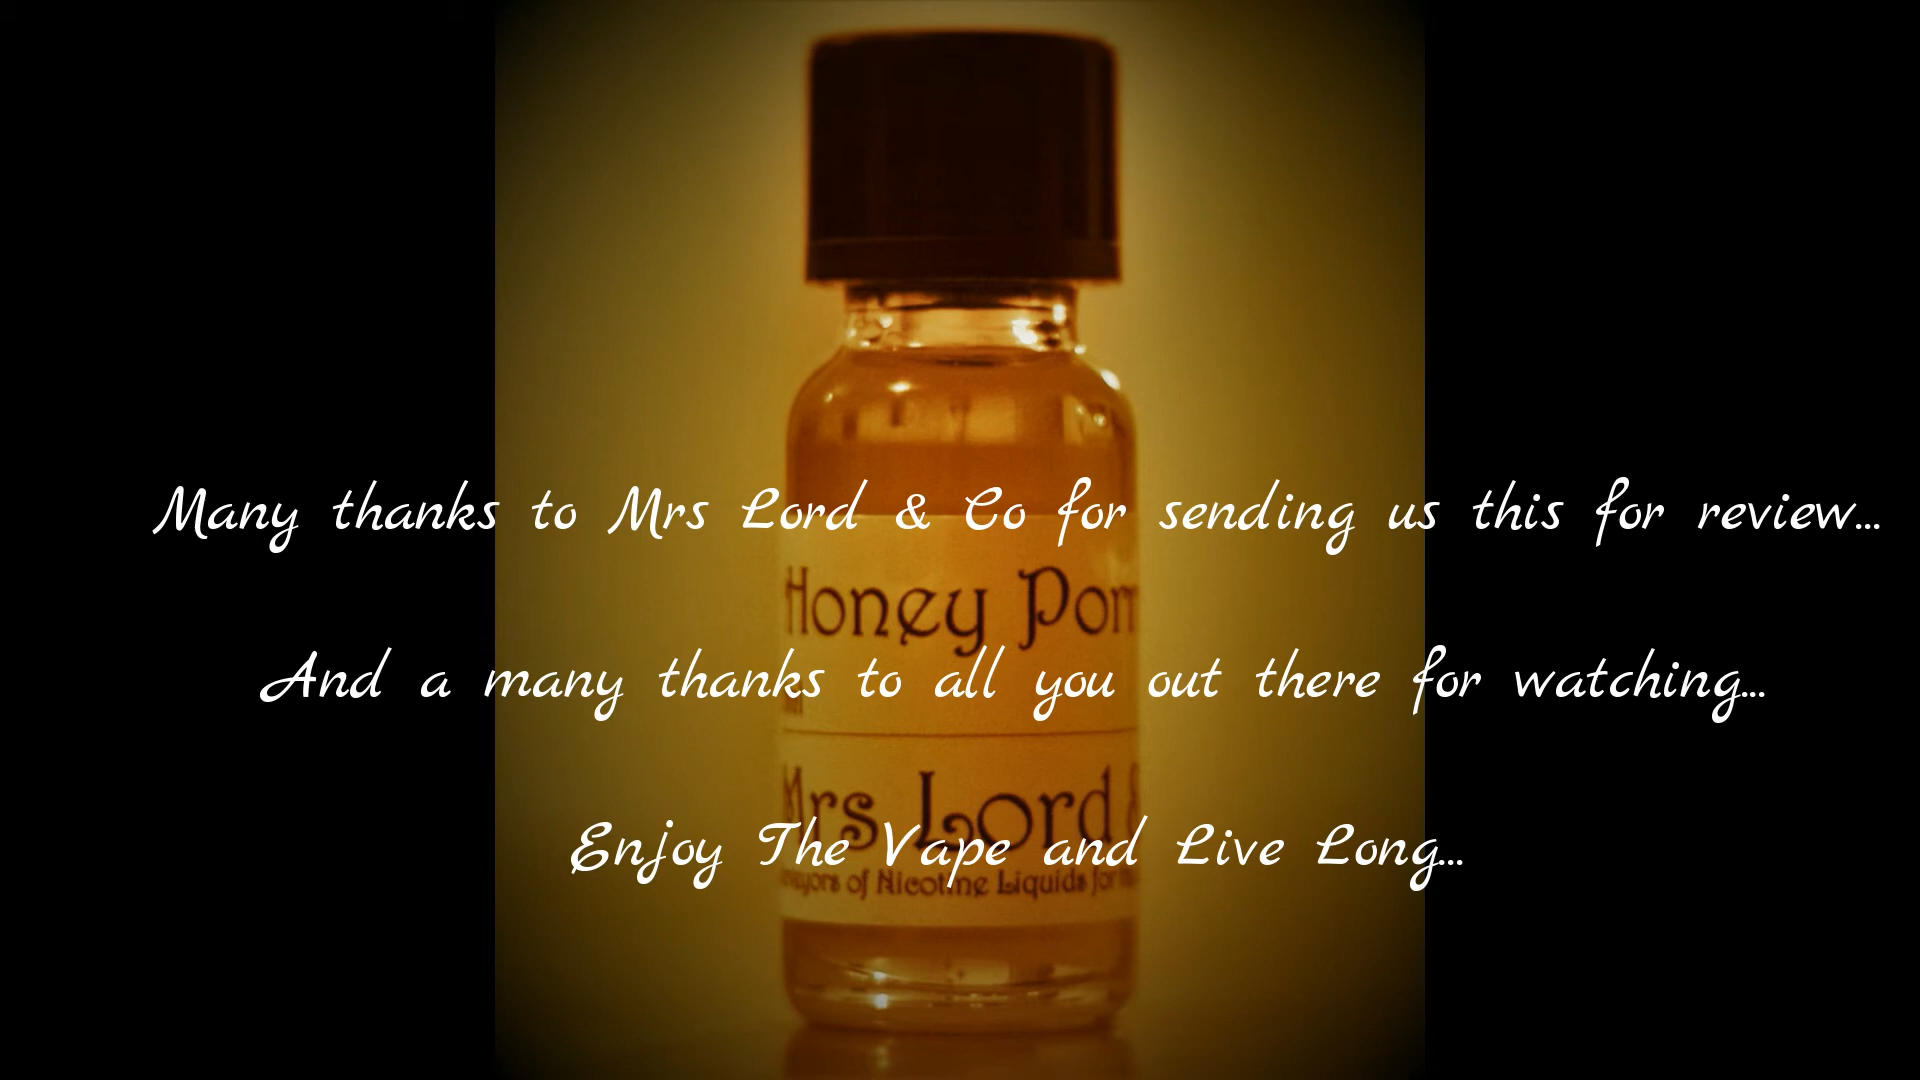 Many thanks to Mrs Lord & Co for sending us this for review...
Honey
And a many thanks to all you out there for watching...
Mrs Lord &
Enjoy The Vape and Live Long...
of Nicotine Liquids for